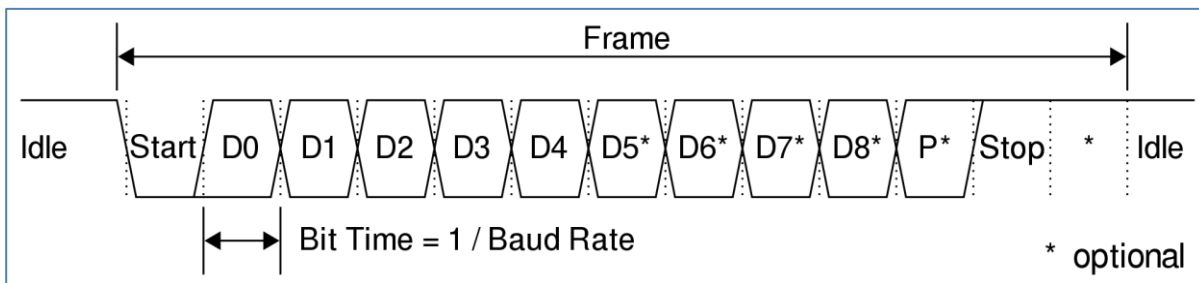 Frame
Idle Start D0 D1 D2 D3 D4 D5* D6* D7* D8* P* Stop * Idle
Bit Time = 1 / Baud Rate
* optional